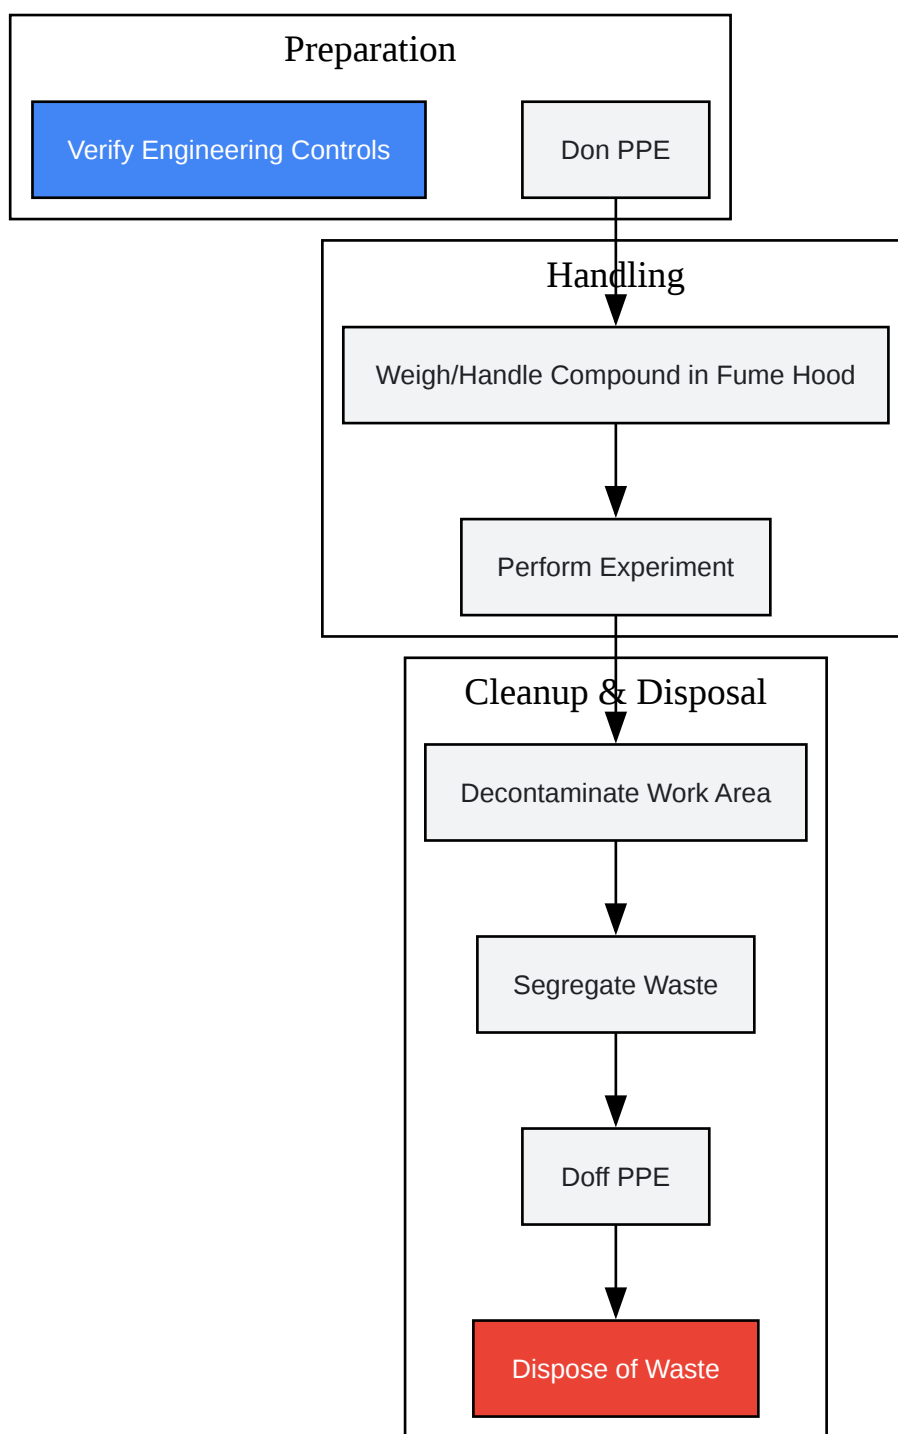 Preparation
Verify Engineering Controls
Don PPE
Handling
Weigh/Handle Compound in Fume Hood
Perform Experiment
Cleanup & Disposal
Decontaminate Work Area
Segregate Waste
Doff PPE
Dispose of Waste